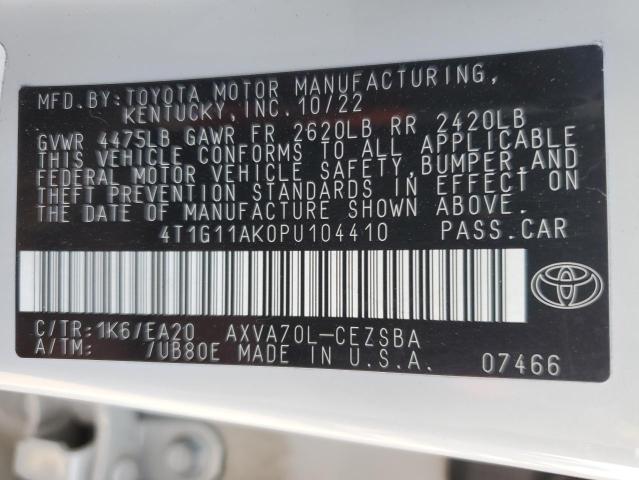 MFD.BY:TOYOTA MOTOR MANUFACTURING,
KENTUCKY,INC.10/22
GVWR 4475LB GAWR FR 2620LB RR 2420LB
THIS VEHICLE CONFORMS TO ALL APPLICABLE
FEDERAL MOTOR VEHICLE SAFETY,BUMPER,AND
THEFT PREVENTION STANDARDS IN EFFECT ON
THE DATE OF MANUFACTURE SHOWN ABOVE.
4T1G11AK0PU104410 PASS.CAR
C/TR:1K6/EA20 AXVA70L-CEZSBA
A/TM: /UB80E MADE IN U.S.A. 07466